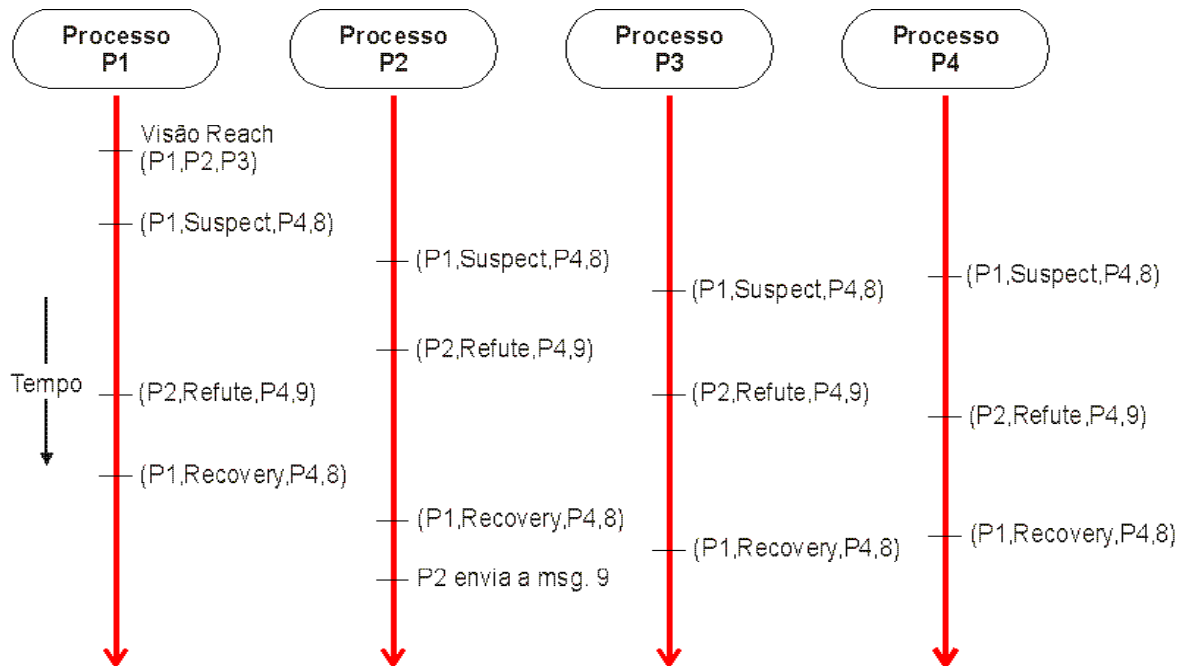 Processo
P1
Processo
P2
Processo
P3
Processo
P4
Visão Reach
(P1,P2,P3)
(P1,Suspect,P4,8)
(P1,Suspect,P4,8)
(P1,Suspect,P4,8)
(P1,Suspect,P4,8)
(P2,Refute,P4,9)
Tempo
(P2,Refute,P4,9)
(P2,Refute,P4,9)
(P2,Refute,P4,9)
(P1,Recovery,P4,8)
(P1,Recovery,P4,8)
(P1,Recovery,P4,8)
(P1,Recovery,P4,8)
P2 envia a msg. 9